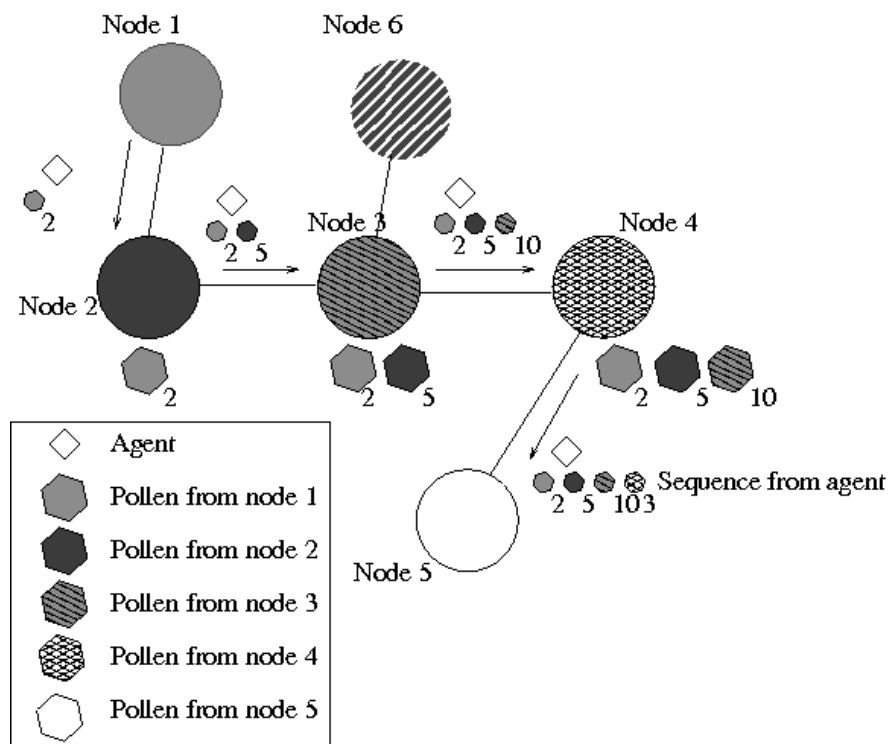 Node 1
Node 6
2
2 5
Node 3
2 5 10
Node 4
Node 2
2
2 5
2 5 10
Agent
Pollen from node 1
Pollen from node 2
Pollen from node 3
Pollen from node 4
Pollen from node 5
2 5 10 3
Sequence from agent
Node 5